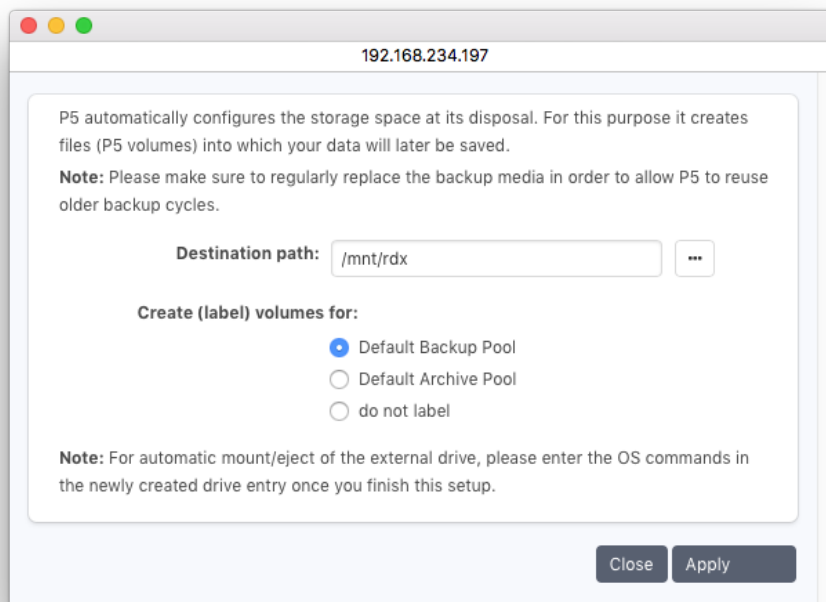 192.168.234.197
P5 automatically configures the storage space at its disposal. For this purpose it creates
files (P5 volumes) into which your data will later be saved.
Note: Please make sure to regularly replace the backup media in order to allow P5 to reuse
older backup cycles.
Destination path: /mnt/rdx ...
Create (label) volumes for:
Default Backup Pool
Default Archive Pool
do not label
Note: For automatic mount/eject of the external drive, please enter the OS commands in
the newly created drive entry once you finish this setup.
Close Apply